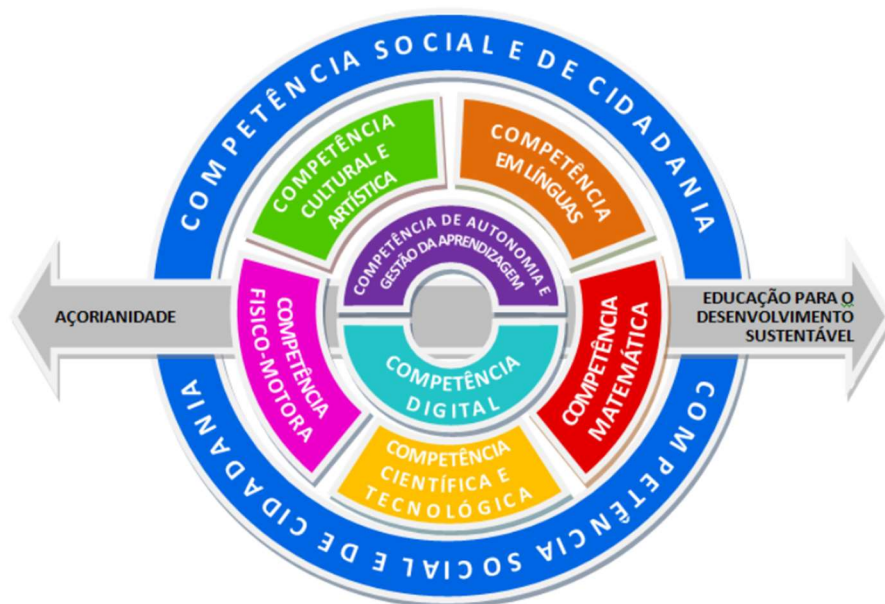 COMPETÊNCIA SOCIAL E DE CIDADANIA
COMPETÊNCIA
CULTURAL E
ARTÍSTICA
COMPETÊNCIA
EM LÍNGUAS
COMPETÊNCIA DE AUTONOMIA E
GESTÃO DA APRENDIZAGEM
AÇORIANIDADE
COMPETÊNCIA
FISICO-MOTORA
COMPETÊNCIA
DIGITAL
COMPETÊNCIA
MATEMÁTICA
EDUCAÇÃO PARA O
DESENVOLVIMENTO
SUSTENTÁVEL
COMPETÊNCIA
CIENTÍFICA E
TECNOLÓGICA
COMPETÊNCIA SOCIAL E DE CIDADANIA